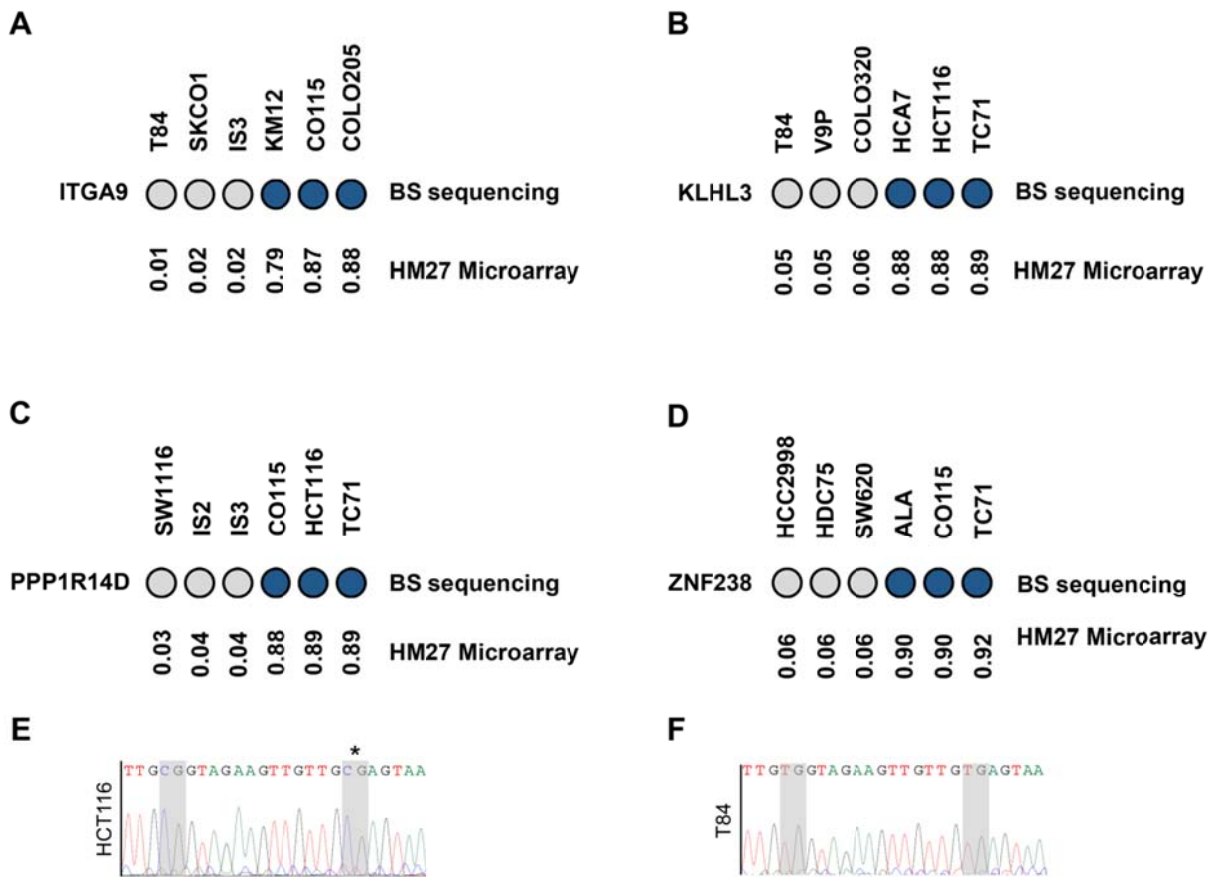 A
T84 SKCO1 IS3 KM12 CO115 COLO205
ITGA9 BS sequencing
0.01 0.02 0.02 0.79 0.87 0.88 HM27 Microarray
B
T84 V9P COLO320 HCA7 HCT116 TC71
KLHL3 BS sequencing
0.05 0.05 0.06 0.88 0.88 0.89 HM27 Microarray
C
SW1116 IS2 IS3 CO115 HCT116 TC71
PPP1R14D BS sequencing
0.03 0.04 0.04 0.88 0.89 0.89 HM27 Microarray
D
HCC2998 HDC75 SW620 ALA CO115 TC71
ZNF238 BS sequencing
0.06 0.06 0.06 0.90 0.90 0.92 HM27 Microarray
E
*
TTGCGGTAGAAGTTGTTGCGAGTAA
HCT116
F
TTGTGGTAGAAGTTGTTGTGAGTAA
T84